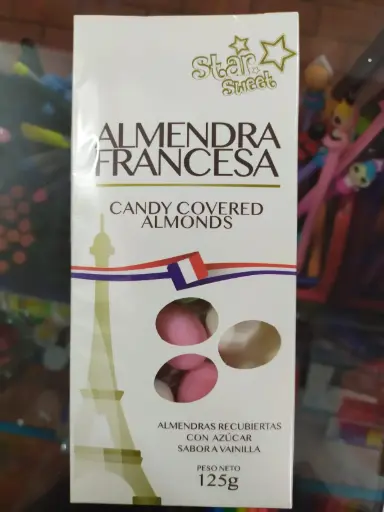 Star
Sweet
ALMENDRA
FRANCESA
CANDY COVERED
ALMONDS
ALMENDRAS RECUBIERTAS
CON AZÚCAR
SABOR A VAINILLA
PESO NETO
125g